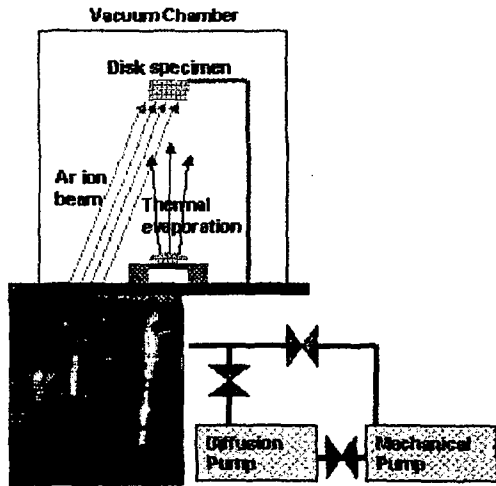 Vacuum Chamber
Disk specimen
Ar ion
beam
Thermal
evaporation
Diffusion
Pump
Mechanical
Pump